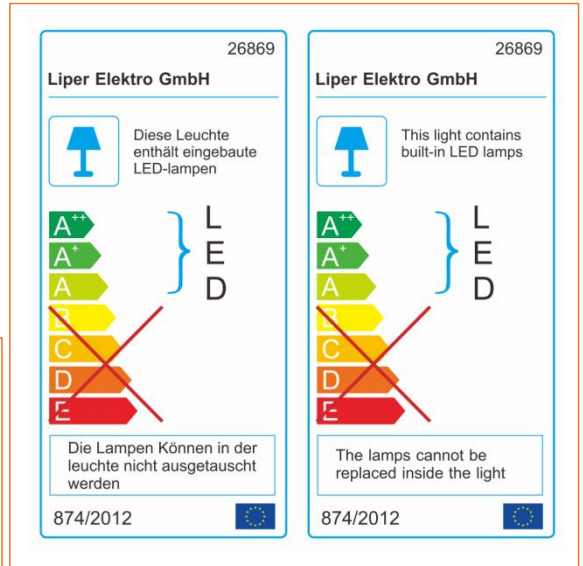 26869
Liper Elektro GmbH
Diese Leuchte
enthält eingebaute
LED-lampen
A++
A+
A
B
C
D
E
L
E
D
Die Lampen Können in der
leuchte nicht ausgetauscht
werden
874/2012
26869
Liper Elektro GmbH
This light contains
built-in LED lamps
A++
A+
A
B
C
D
E
L
E
D
The lamps cannot be
replaced inside the light
874/2012